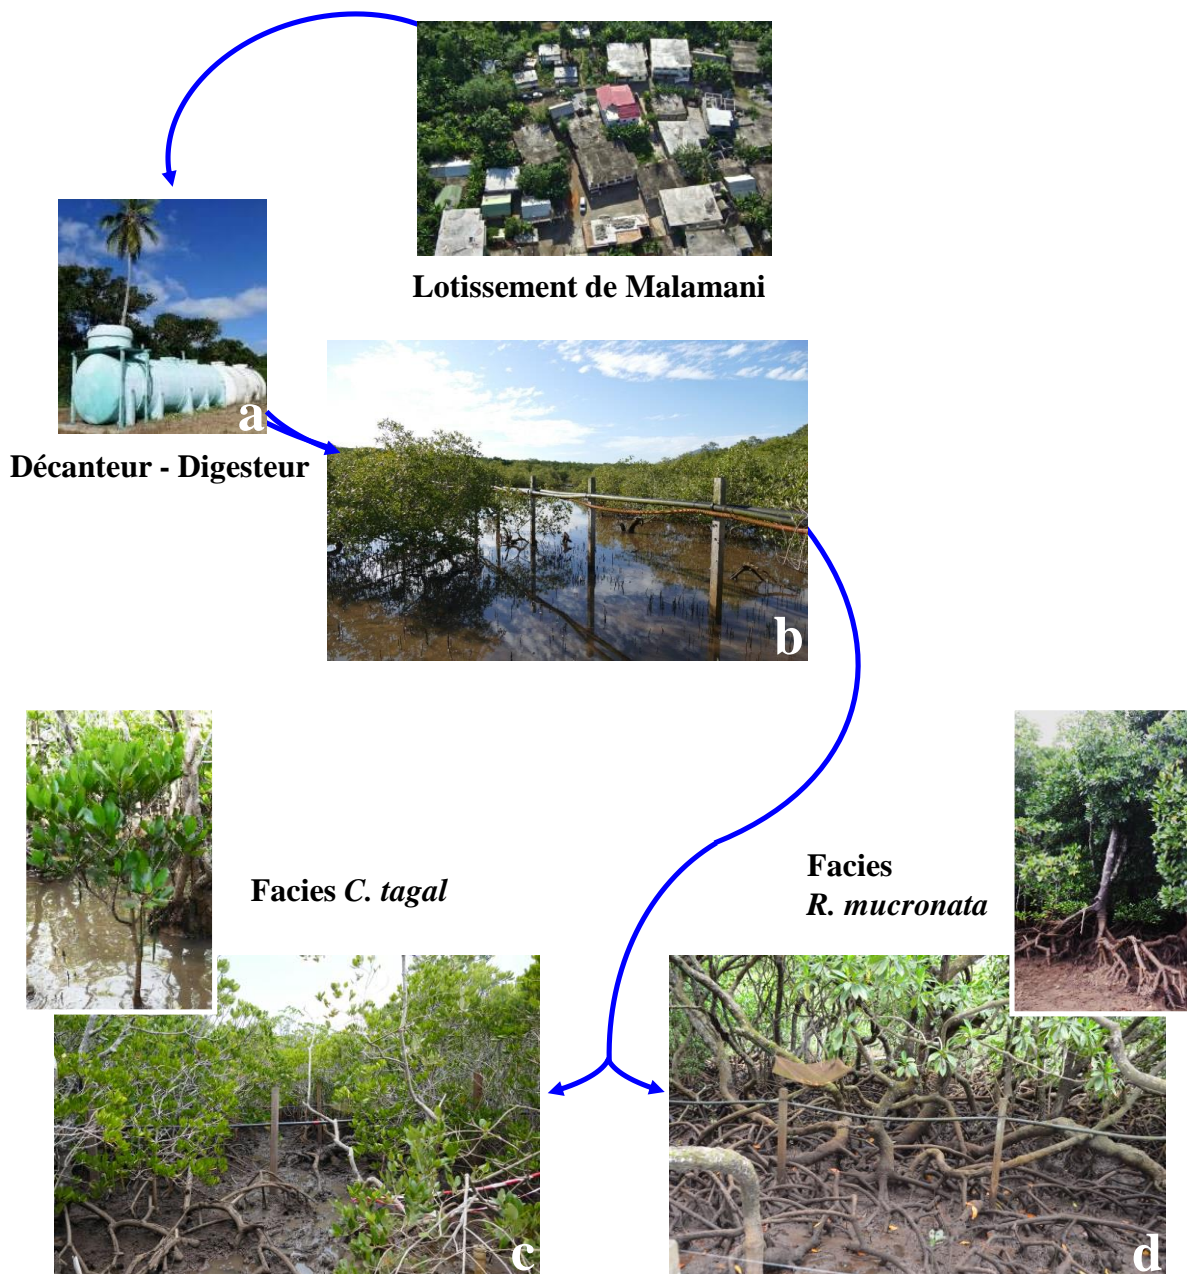 Lotissement de Malamani
a
Décanteur - Digesteur
b
Facies C. tagal
Facies
R. mucronata
c
d